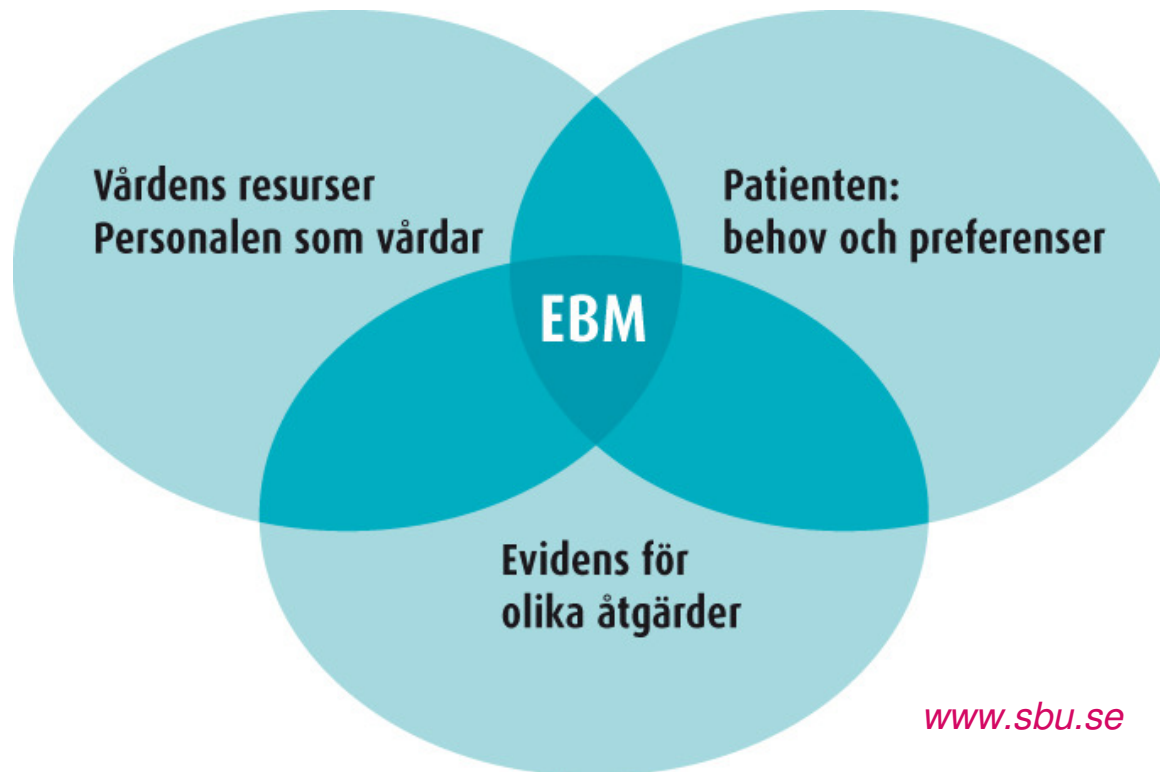 Vårdens resurser
Personalen som vårdar
Patienten:
behov och preferenser
EBM
Evidens för
olika åtgärder
www.sbu.se